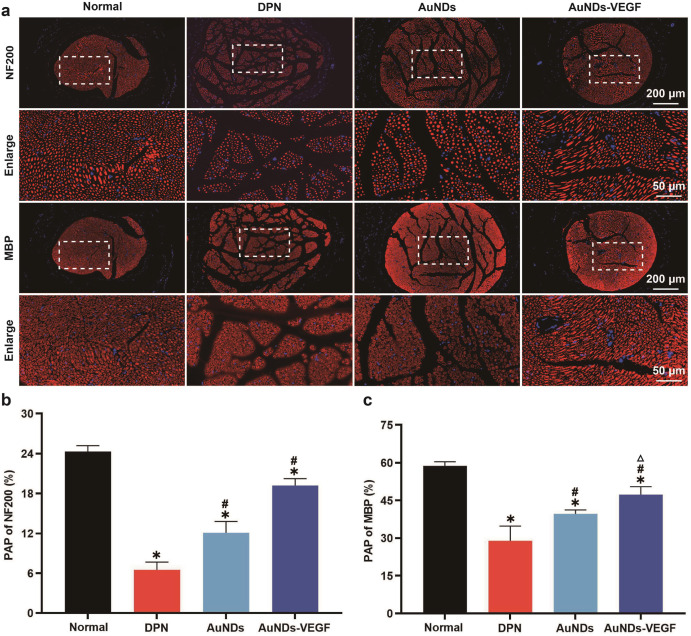 a
Normal DPN AuNDs AuNDs-VEGF
NF200
200 µm
Enlarge
50 µm
MBP
200 µm
Enlarge
50 µm
b
PAP of NF200 (%)
30
24
18
12
6
0
*
#
*
#
*
Normal DPN AuNDs AuNDs-VEGF
c
PAP of MBP (%)
75
60
45
30
15
0
*
#
*
Δ
#
*
Normal DPN AuNDs AuNDs-VEGF